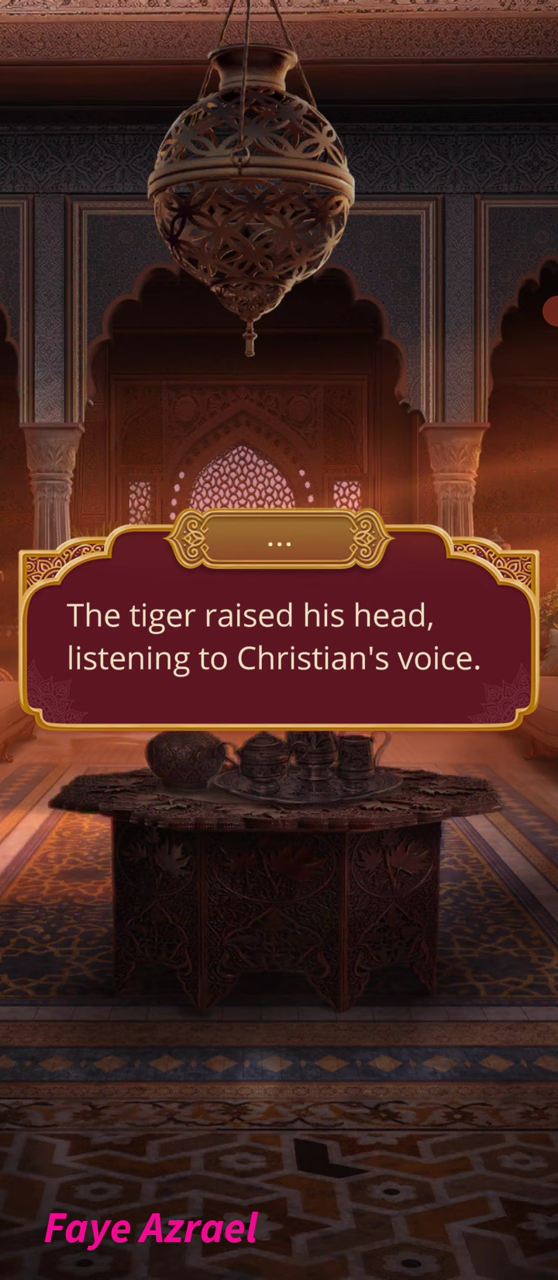 ...
The tiger raised his head,
listening to Christian's voice.
Faye Azrael